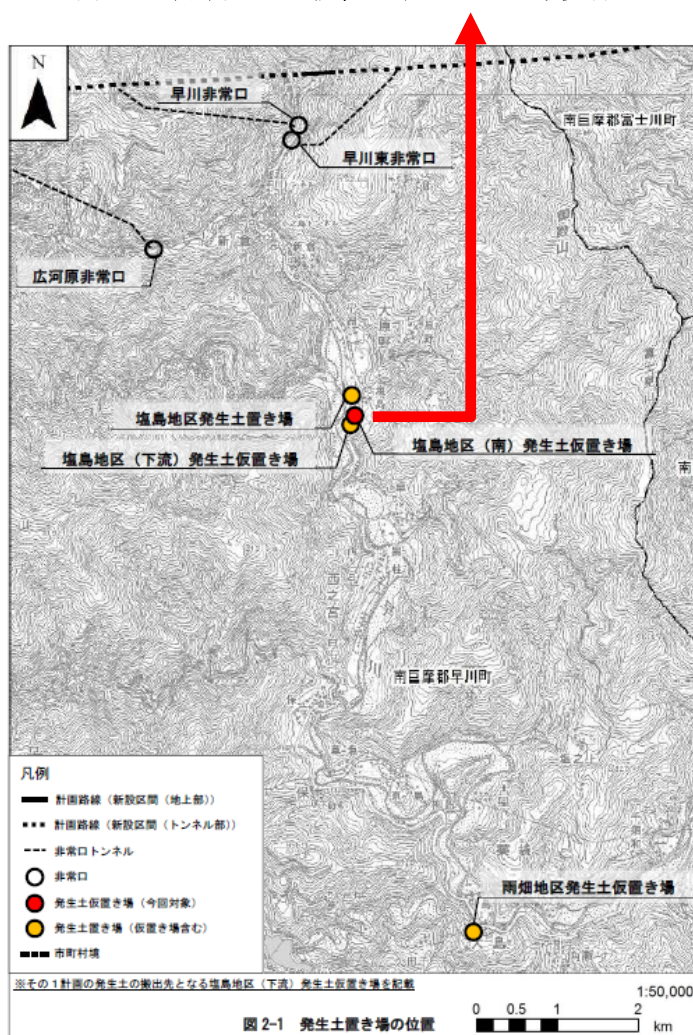 N
早川非常口
南巨摩郡富士川町
早川東非常口
新倉
広河原非常口
大原野
塩島地区発生土置き場
塩島地区（南）発生土仮置き場
塩島地区（下流）発生土仮置き場
南
西之宮
川
南巨摩郡早川町
凡例
計画路線（新設区間（地上部））
計画路線（新設区間（トンネル部））
非常口トンネル
非常口
発生土仮置き場（今回対象）
発生土置き場（仮置き場含む）
市町村境
雨畑地区発生土仮置き場
※その１計画の発生土の搬出先となる塩島地区（下流）発生土仮置き場を記載
1:50,000
0 0.5 1 2
km
図 2-1 発生土置き場の位置